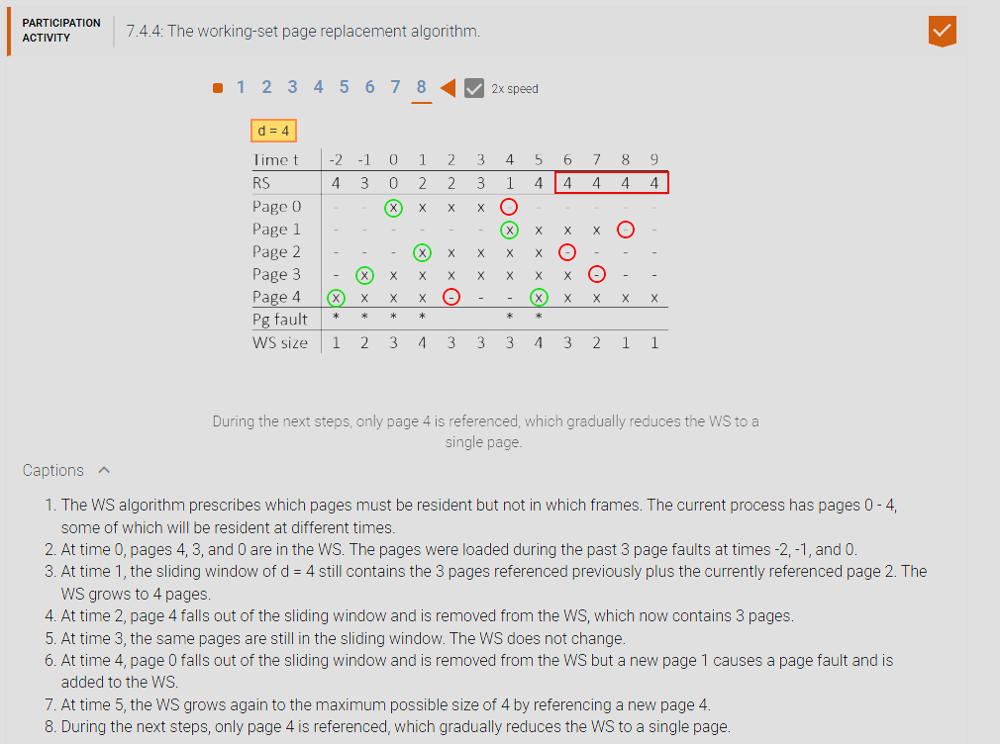 PARTICIPATION
ACTIVITY
7.4.4: The working-set page replacement algorithm.
1 2 3 4 5 6 7 8 2x speed
d = 4
Time t -2 -1 0 1 2 3 4 5 6 7 8 9
RS 4 3 0 2 2 3 1 4 4 4 4 4
Page 0 - - x x x x - - - - - -
Page 1 - - - - - - x x x x - -
Page 2 - - - x x x x x - - - -
Page 3 - x x x x x x x x - - -
Page 4 x x x x - - - x x x x x
Pg fault * * * * * *
WS size 1 2 3 4 3 3 3 4 3 2 1 1
During the next steps, only page 4 is referenced, which gradually reduces the WS to a
single page.
Captions
1. The WS algorithm prescribes which pages must be resident but not in which frames. The current process has pages 0 - 4,
some of which will be resident at different times.
2. At time 0, pages 4, 3, and 0 are in the WS. The pages were loaded during the past 3 page faults at times -2, -1, and 0.
3. At time 1, the sliding window of d = 4 still contains the 3 pages referenced previously plus the currently referenced page 2. The
WS grows to 4 pages.
4. At time 2, page 4 falls out of the sliding window and is removed from the WS, which now contains 3 pages.
5. At time 3, the same pages are still in the sliding window. The WS does not change.
6. At time 4, page 0 falls out of the sliding window and is removed from the WS but a new page 1 causes a page fault and is
added to the WS.
7. At time 5, the WS grows again to the maximum possible size of 4 by referencing a new page 4.
8. During the next steps, only page 4 is referenced, which gradually reduces the WS to a single page.